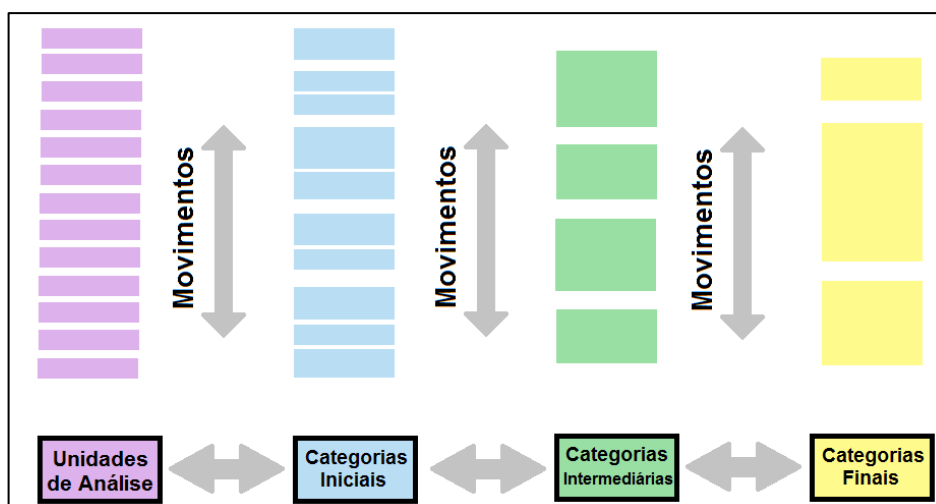 Movimentos
Movimentos
Movimentos
Unidades
de Análise
Categorias
Iniciais
Categorias
Intermediárias
Categorias
Finais